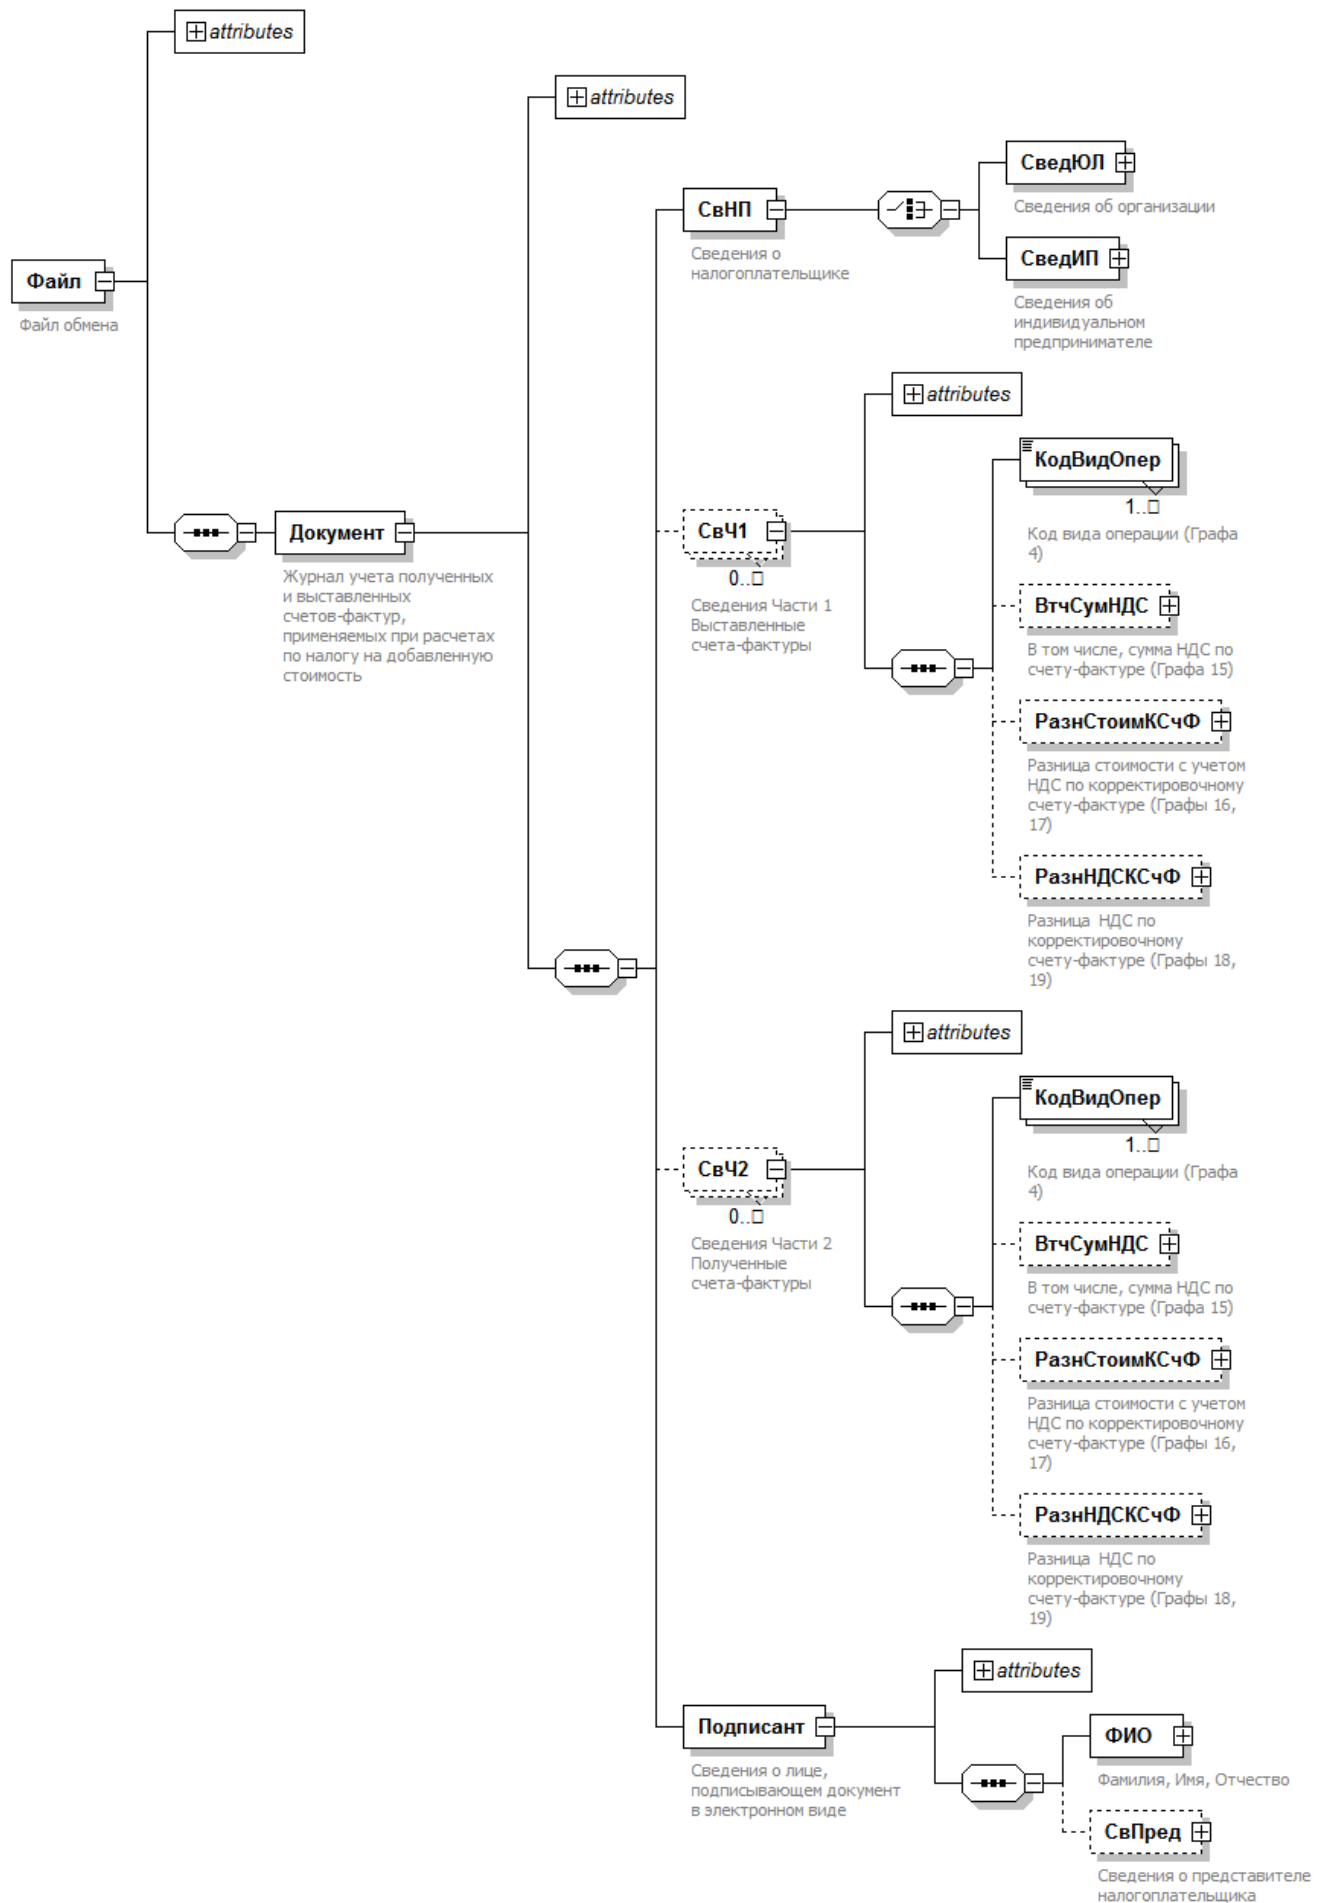 attributes
attributes
СведЮЛ
Сведения об организации
СвНП
Сведения о
налогоплательщике
СведИП
Сведения об
индивидуальном
предпринимателе
Файл
Файл обмена
attributes
КодВидОпер
1..□
Код вида операции (Графа
4)
Документ
Журнал учета полученных
и выставленных
счетов-фактур,
применяемых при расчетах
по налогу на добавленную
стоимость
СвЧ1
0..□
Сведения Части 1
Выставленные
счета-фактуры
ВтчСумНДС
В том числе, сумма НДС по
счету-фактуре (Графа 15)
РазнСтоимКСчФ
Разница стоимости с учетом
НДС по корректировочному
счету-фактуре (Графы 16,
17)
РазнНДСКСчФ
Разница  НДС по
корректировочному
счету-фактуре (Графы 18,
19)
attributes
КодВидОпер
1..□
Код вида операции (Графа
4)
СвЧ2
0..□
Сведения Части 2
Полученные
счета-фактуры
ВтчСумНДС
В том числе, сумма НДС по
счету-фактуре (Графа 15)
РазнСтоимКСчФ
Разница стоимости с учетом
НДС по корректировочному
счету-фактуре (Графы 16,
17)
РазнНДСКСчФ
Разница  НДС по
корректировочному
счету-фактуре (Графы 18,
19)
attributes
Подписант
Сведения о лице,
подписывающем документ
в электронном виде
ФИО
Фамилия, Имя, Отчество
СвПред
Сведения о представителе
налогоплательщика